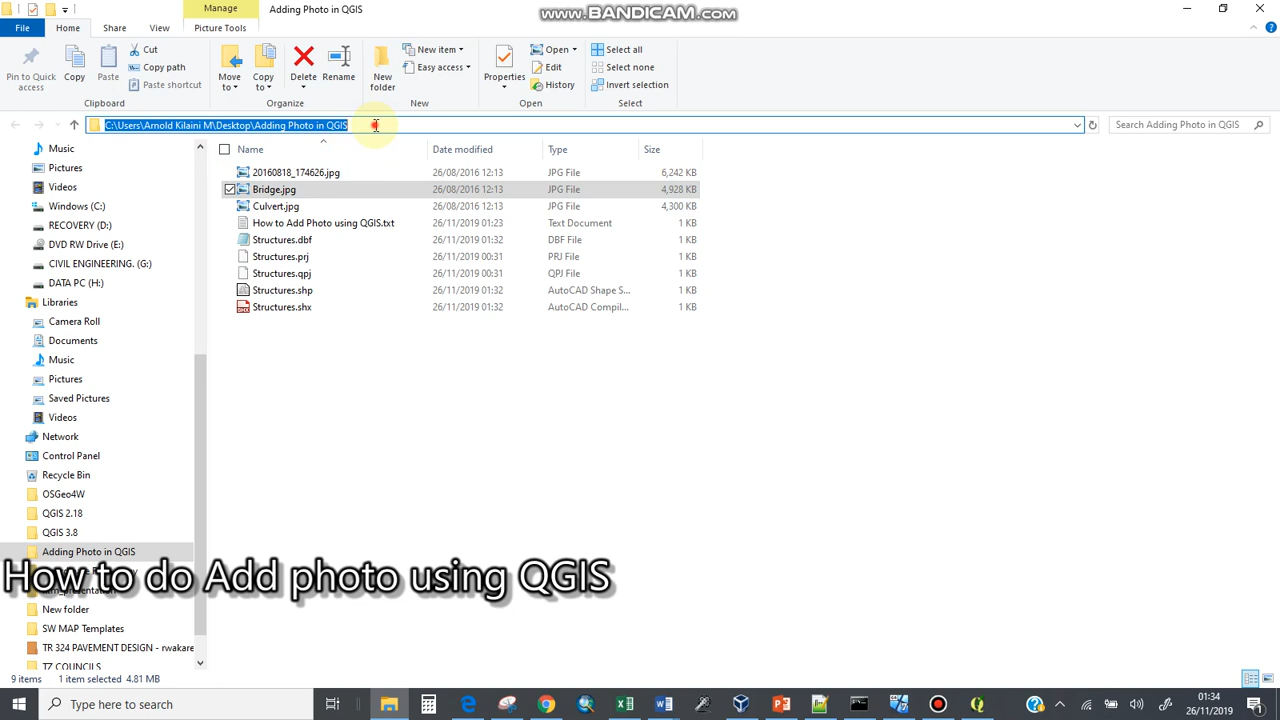 Manage
Adding Photo in QGIS
www.BANDICAM.com
File
Home
Share
View
Picture Tools
Pin to Quick access
Copy
Paste
Cut
Copy path
Paste shortcut
Clipboard
Move to
Copy to
Delete
Rename
Organize
New folder
New item
Easy access
New
Properties
Open
Edit
History
Open
Select all
Select none
Invert selection
Select
C:\Users\Arnold Kilaini M\Desktop\Adding Photo in QGIS
Search Adding Photo in QGIS
Name Date modified Type Size
20160818_174626.jpg 26/08/2016 12:13 JPG File 6,242 KB
Bridge.jpg 26/08/2016 12:13 JPG File 4,928 KB
Culvert.jpg 26/08/2016 12:13 JPG File 4,300 KB
How to Add Photo using QGIS.txt 26/11/2019 01:23 Text Document 1 KB
Structures.dbf 26/11/2019 01:32 DBF File 1 KB
Structures.prj 26/11/2019 00:31 PRJ File 1 KB
Structures.qpj 26/11/2019 00:31 QPJ File 1 KB
Structures.shp 26/11/2019 01:32 AutoCAD Shape S... 1 KB
Structures.shx 26/11/2019 01:32 AutoCAD Compil... 1 KB
Music
Pictures
Videos
Windows (C:)
RECOVERY (D:)
DVD RW Drive (E:)
CIVIL ENGINEERING. (G:)
DATA PC (H:)
Libraries
Camera Roll
Documents
Music
Pictures
Saved Pictures
Videos
Network
Control Panel
Recycle Bin
OSGeo4W
QGIS 2.18
QGIS 3.8
Adding Photo in QGIS
How to do Add photo using QGIS
New folder
SW MAP Templates
TR 324 PAVEMENT DESIGN - rwakare
TZ COUNCILS
9 items 1 item selected 4.81 MB
Type here to search
01:34
26/11/2019